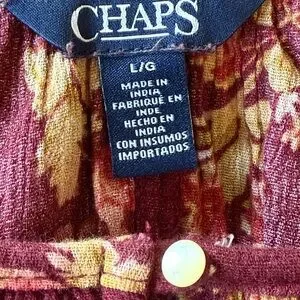 CHAPS
L/G
MADE IN
INDIA
FABRIQUÉ EN
INDE
HECHO EN
INDIA
CON INSUMOS
IMPORTADOS